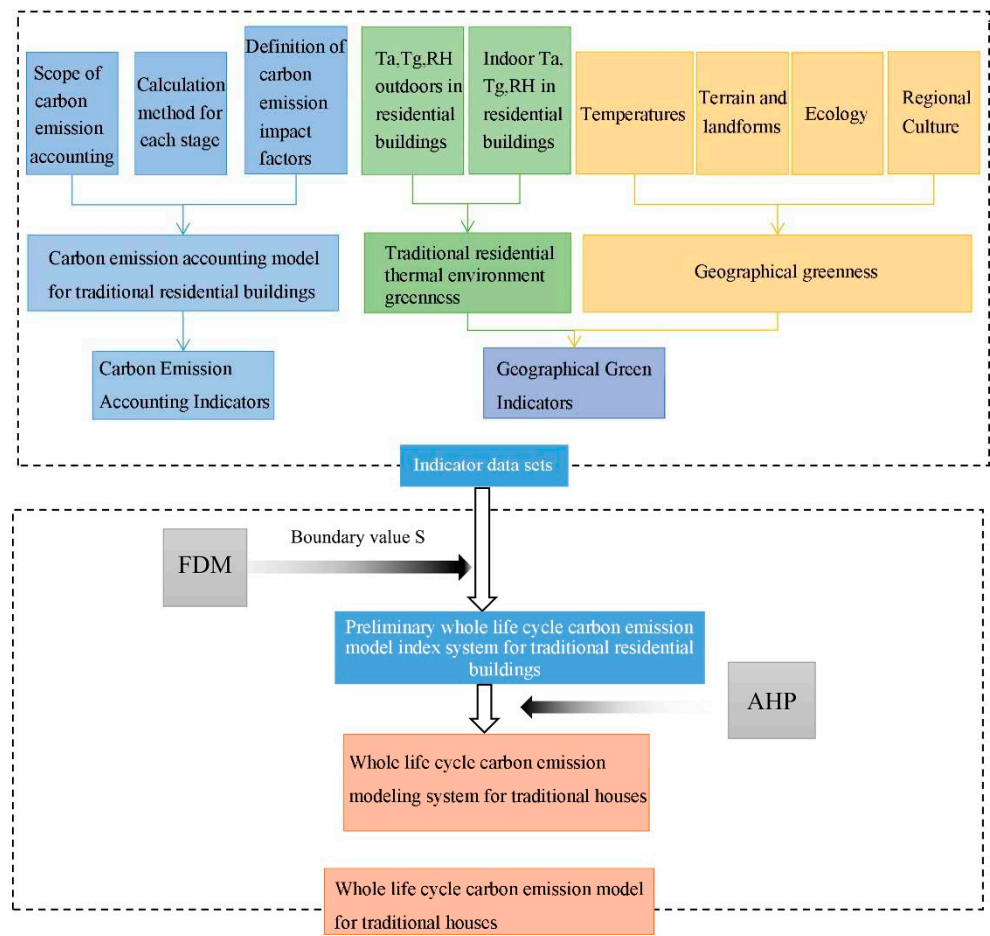 Scope of
carbon
emission
accounting
Calculation
method for
each stage
Definition of
carbon
emission
impact
factors
Ta,Tg,RH
outdoors in
residential
buildings
Indoor Ta,
Tg,RH in
residential
buildings
Temperatures
Terrain and
landforms
Ecology
Regional
Culture
Carbon emission accounting model
for traditional residential buildings
Traditional residential
thermal environment
greenness
Geographical greenness
Carbon Emission
Accounting Indicators
Geographical Green
Indicators
Indicator data sets
FDM
Boundary value S
Preliminary whole life cycle carbon emission
model index system for traditional residential
buildings
AHP
Whole life cycle carbon emission
modeling system for traditional houses
Whole life cycle carbon emission model
for traditional houses